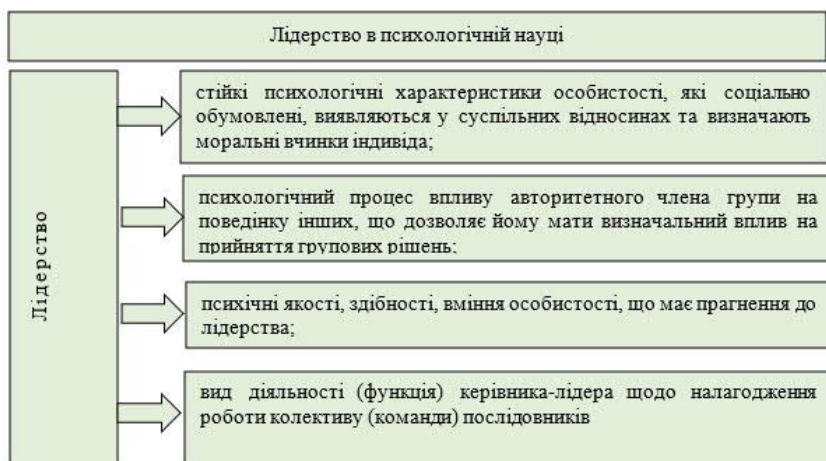 Лідерство в психологічній науці
Лідерство
стійкі психологічні характеристики особистості, які соціально
обумовлені, виявляються у суспільних відносинах та визначають
моральні вчинки індивіда;
психологічний процес впливу авторитетного члена групи на
поведінку інших, що дозволяє йому мати визначальний вплив на
прийняття групових рішень;
психічні якості, здібності, вміння особистості, що має прагнення до
лідерства;
вид діяльності (функція) керівника-лідера щодо налагодження
роботи колективу (команди) послідовників